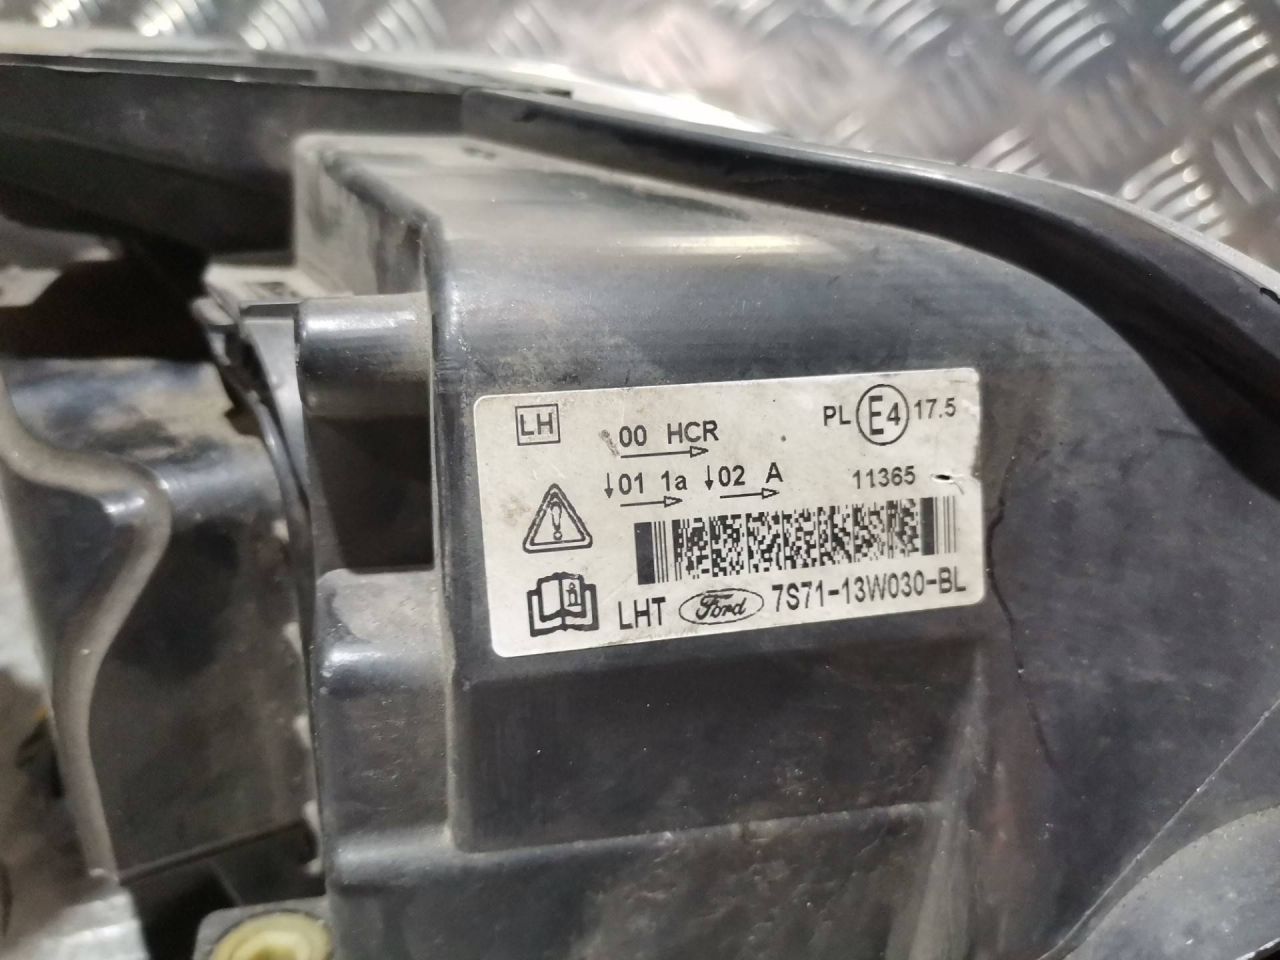 LH
00 HCR
PL E4 17.5
↓01 1a ↓02 A
11365
LHT Ford 7S71-13W030-BL